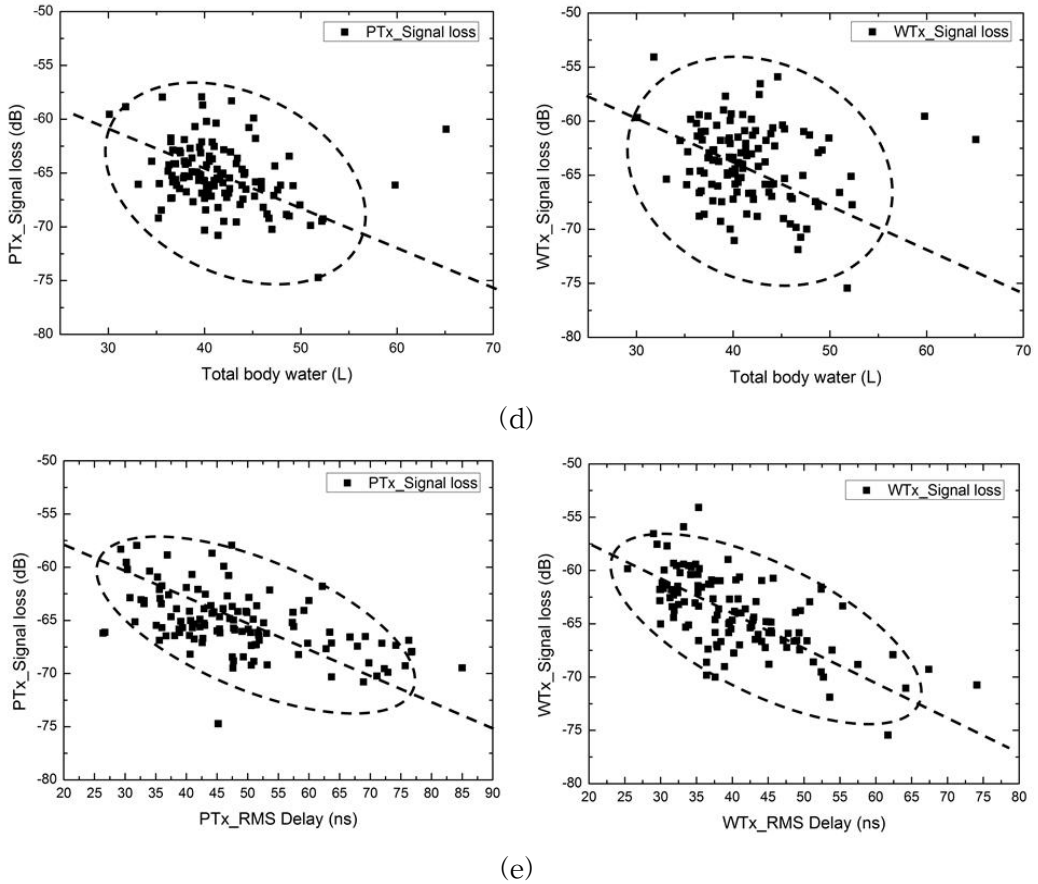 -50
-55
-60
-65
-70
-75
-80
PTx_Signal loss (dB)
PTx_Signal loss
30
40
50
60
70
Total body water (L)
-50
-55
-60
-65
-70
-75
-80
WTx_Signal loss (dB)
WTx_Signal loss
30
40
50
60
70
Total body water (L)
(d)
-50
-55
-60
-65
-70
-75
-80
PTx_Signal loss (dB)
PTx_Signal loss
20 25 30 35 40 45 50 55 60 65 70 75 80 85 90
PTx_RMS Delay (ns)
-50
-55
-60
-65
-70
-75
-80
WTx_Signal loss (dB)
WTx_Signal loss
20 25 30 35 40 45 50 55 60 65 70 75 80
WTx_RMS Delay (ns)
(e)